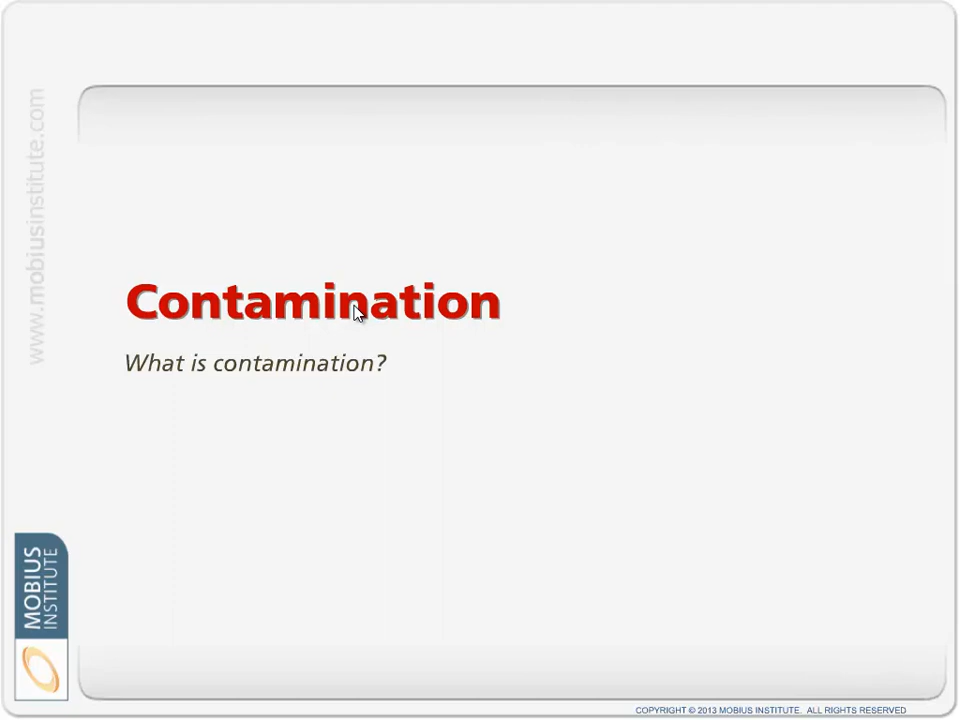 www.mobiusinstitute.com
Contamination
What is contamination?
MOBIUS
INSTITUTE
COPYRIGHT © 2013 MOBIUS INSTITUTE. ALL RIGHTS RESERVED